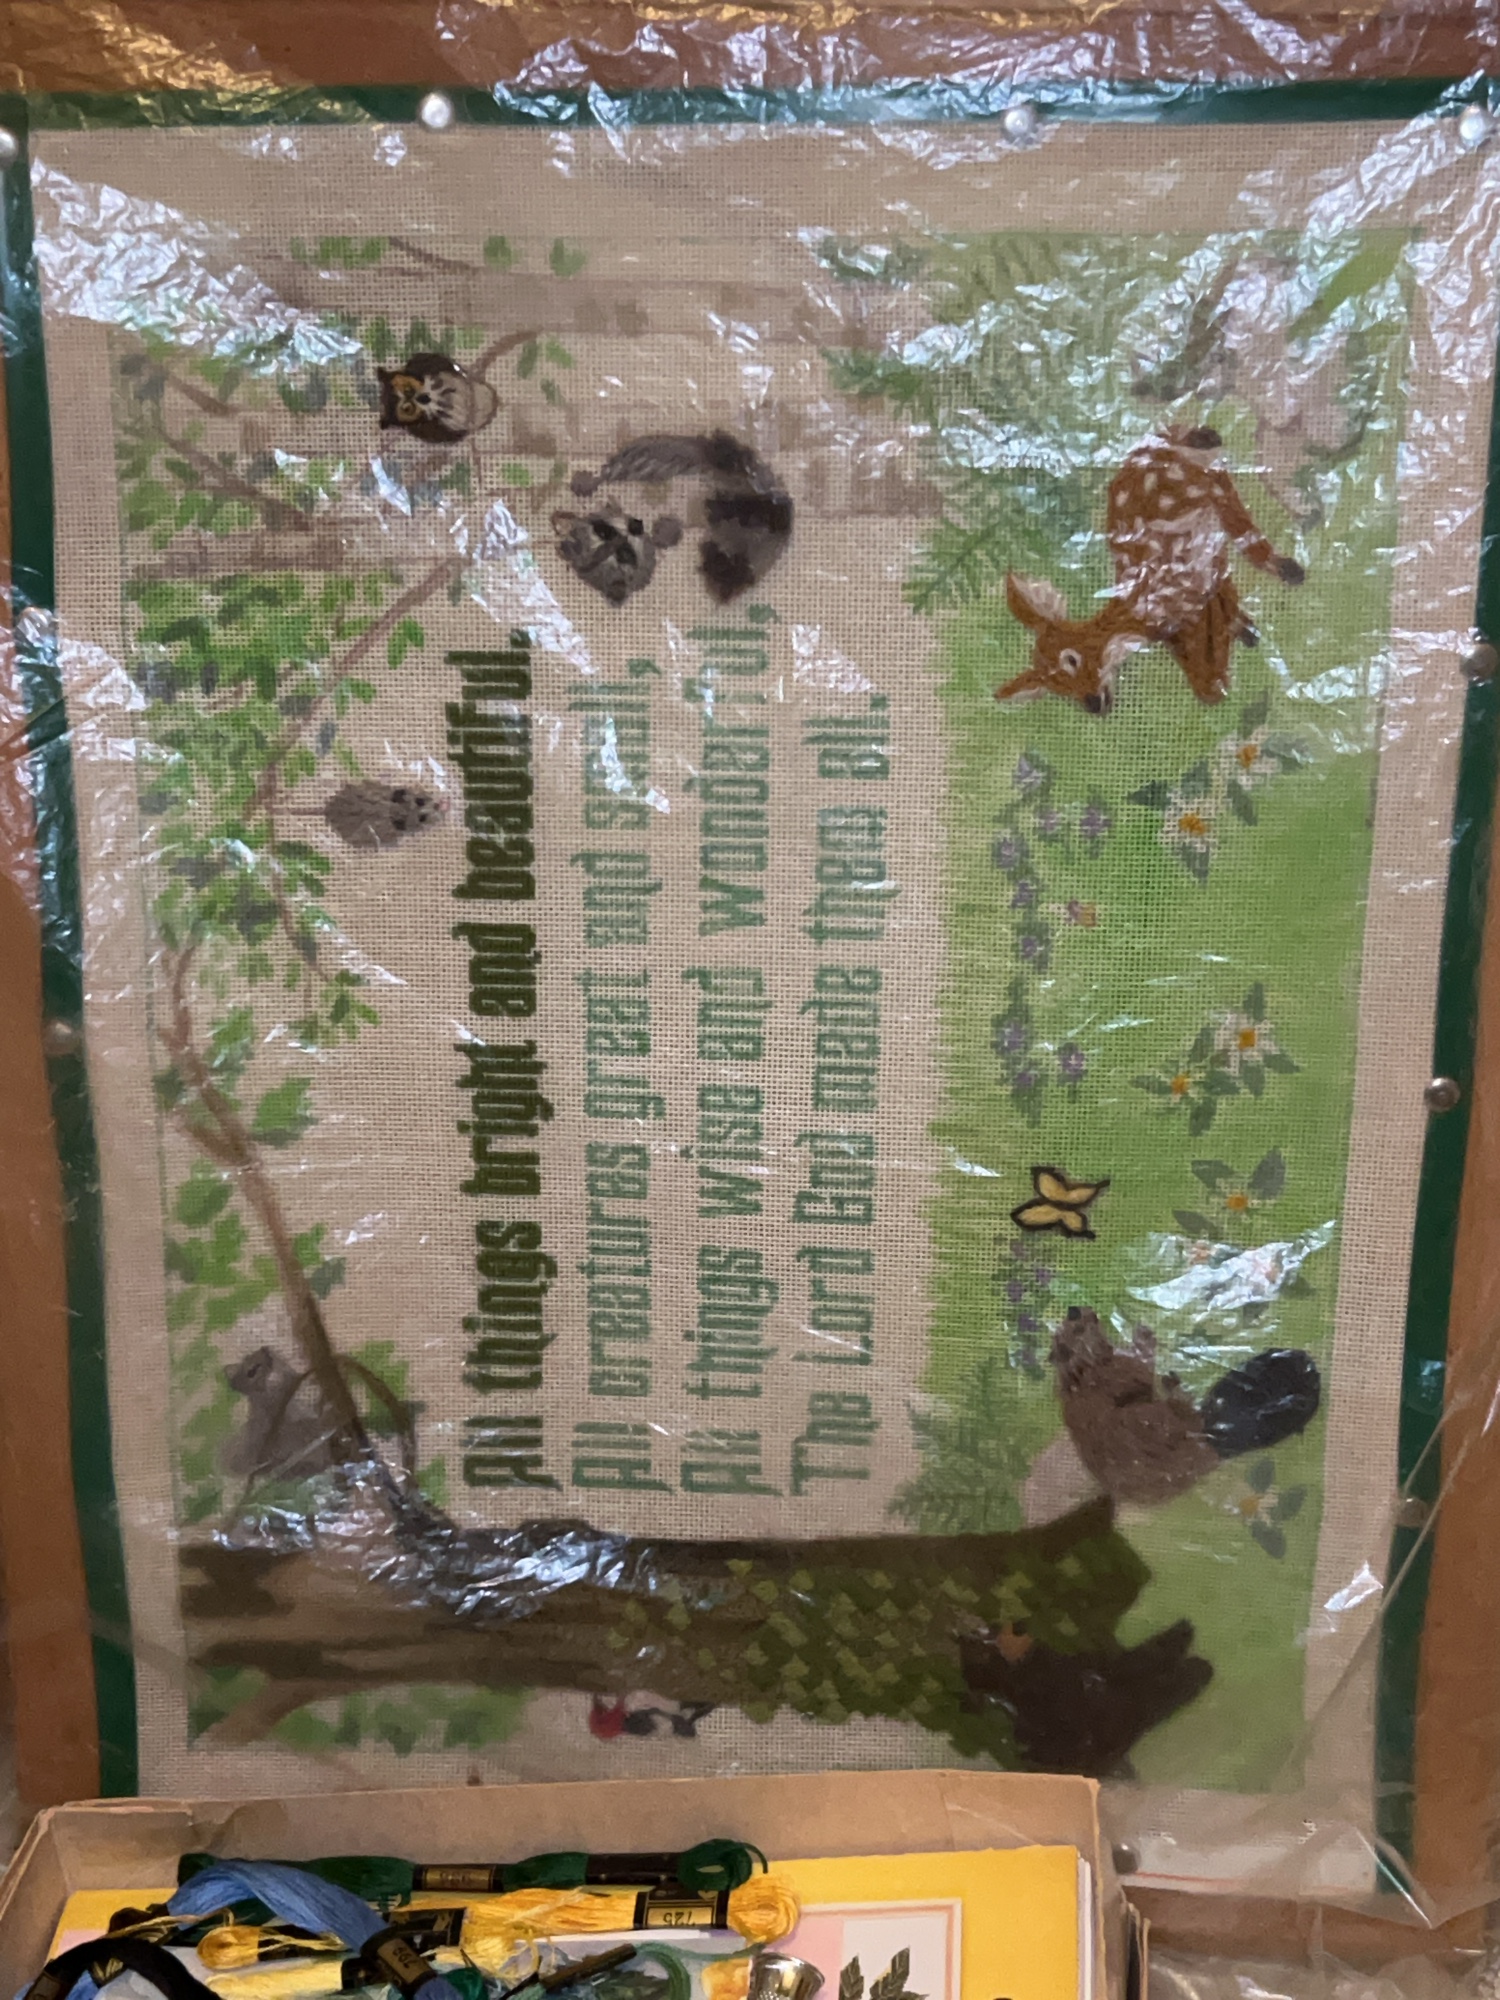 All things bright and beautiful.
All creatures great and small,
All things wise and wonderful,
The Lord God made them all.
725